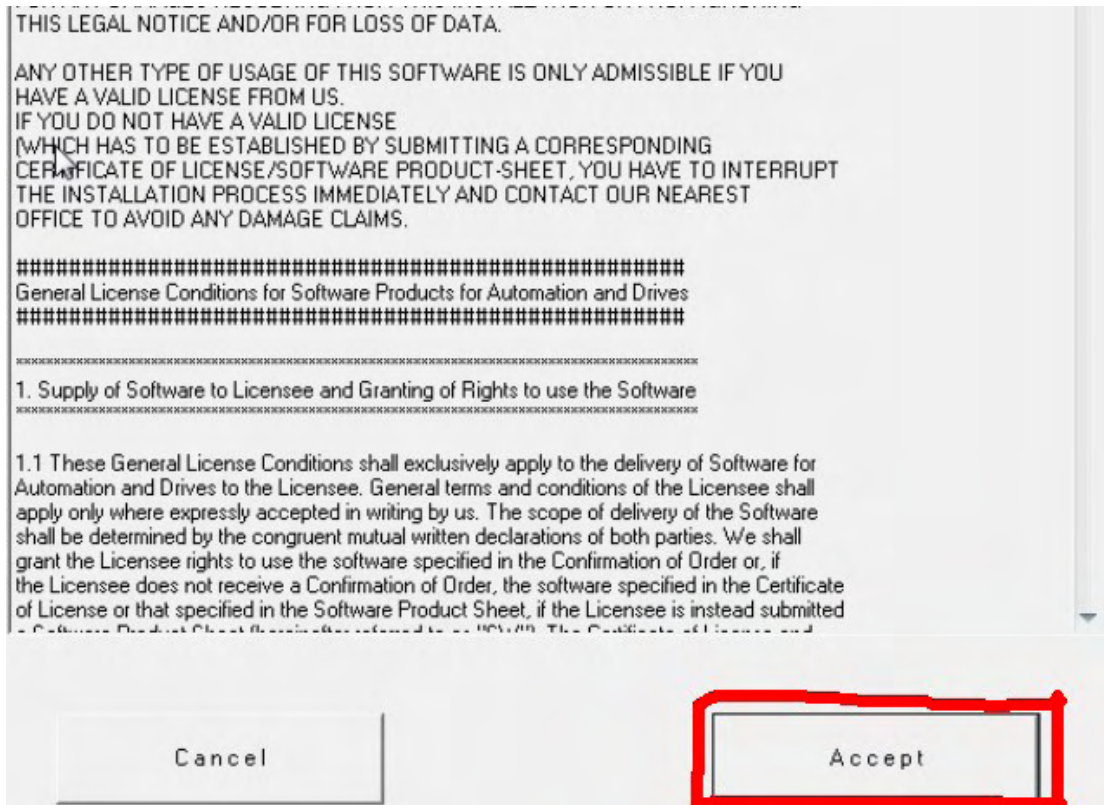 THIS LEGAL NOTICE AND/OR FOR LOSS OF DATA.
ANY OTHER TYPE OF USAGE OF THIS SOFTWARE IS ONLY ADMISSIBLE IF YOU
HAVE A VALID LICENSE FROM US.
IF YOU DO NOT HAVE A VALID LICENSE
(WHICH HAS TO BE ESTABLISHED BY SUBMITTING A CORRESPONDING
CERTIFICATE OF LICENSE/SOFTWARE PRODUCT-SHEET, YOU HAVE TO INTERRUPT
THE INSTALLATION PROCESS IMMEDIATELY AND CONTACT OUR NEAREST
OFFICE TO AVOID ANY DAMAGE CLAIMS.
###################################################
General License Conditions for Software Products for Automation and Drives
###################################################
1. Supply of Software to Licensee and Granting of Rights to use the Software
1.1 These General License Conditions shall exclusively apply to the delivery of Software for
Automation and Drives to the Licensee. General terms and conditions of the Licensee shall
apply only where expressly accepted in writing by us. The scope of delivery of the Software
shall be determined by the congruent mutual written declarations of both parties. We shall
grant the Licensee rights to use the software specified in the Confirmation of Order or, if
the Licensee does not receive a Confirmation of Order, the software specified in the Certificate
of License or that specified in the Software Product Sheet, if the Licensee is instead submitted
Cancel
Accept